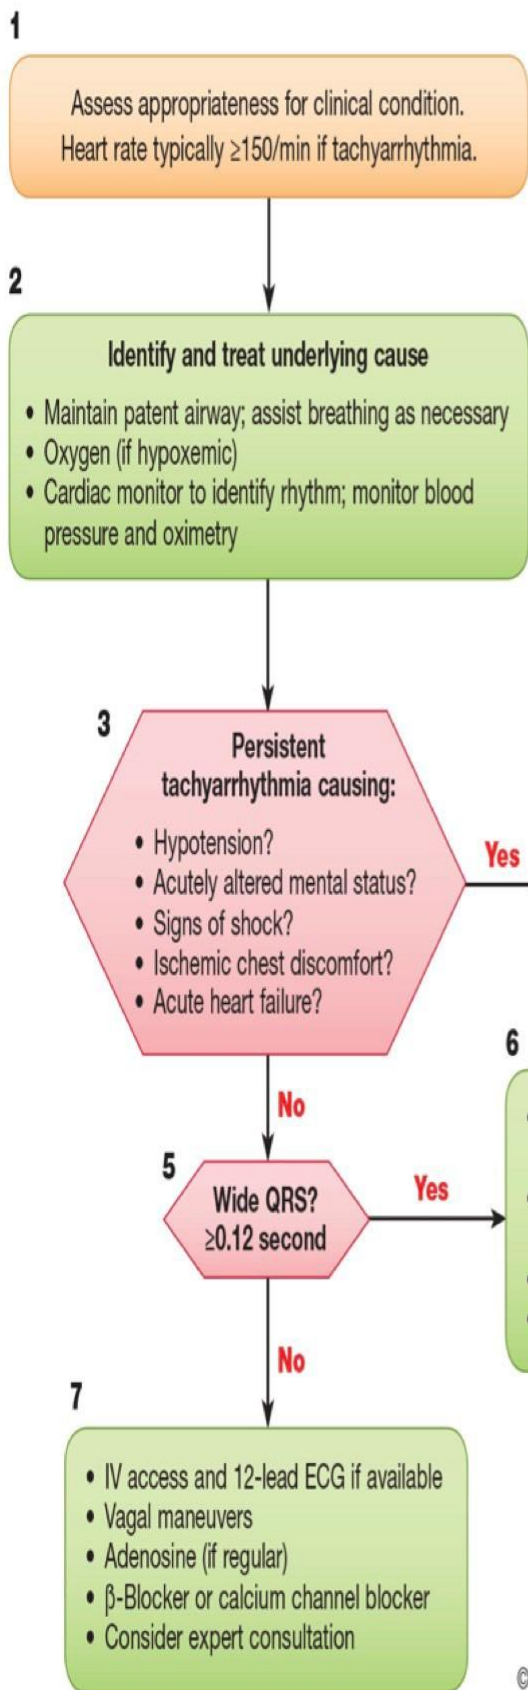 1
Assess appropriateness for clinical condition.
Heart rate typically ≥150/min if tachyarrhythmia.
2
Identify and treat underlying cause
• Maintain patent airway; assist breathing as necessary
• Oxygen (if hypoxemic)
• Cardiac monitor to identify rhythm; monitor blood
pressure and oximetry
3
Persistent
tachyarrhythmia causing:
• Hypotension?
• Acutely altered mental status?
• Signs of shock?
• Ischemic chest discomfort?
• Acute heart failure?
Yes
No
5
Wide QRS?
≥0.12 second
Yes
6
No
7
• IV access and 12-lead ECG if available
• Vagal maneuvers
• Adenosine (if regular)
• β-Blocker or calcium channel blocker
• Consider expert consultation
©